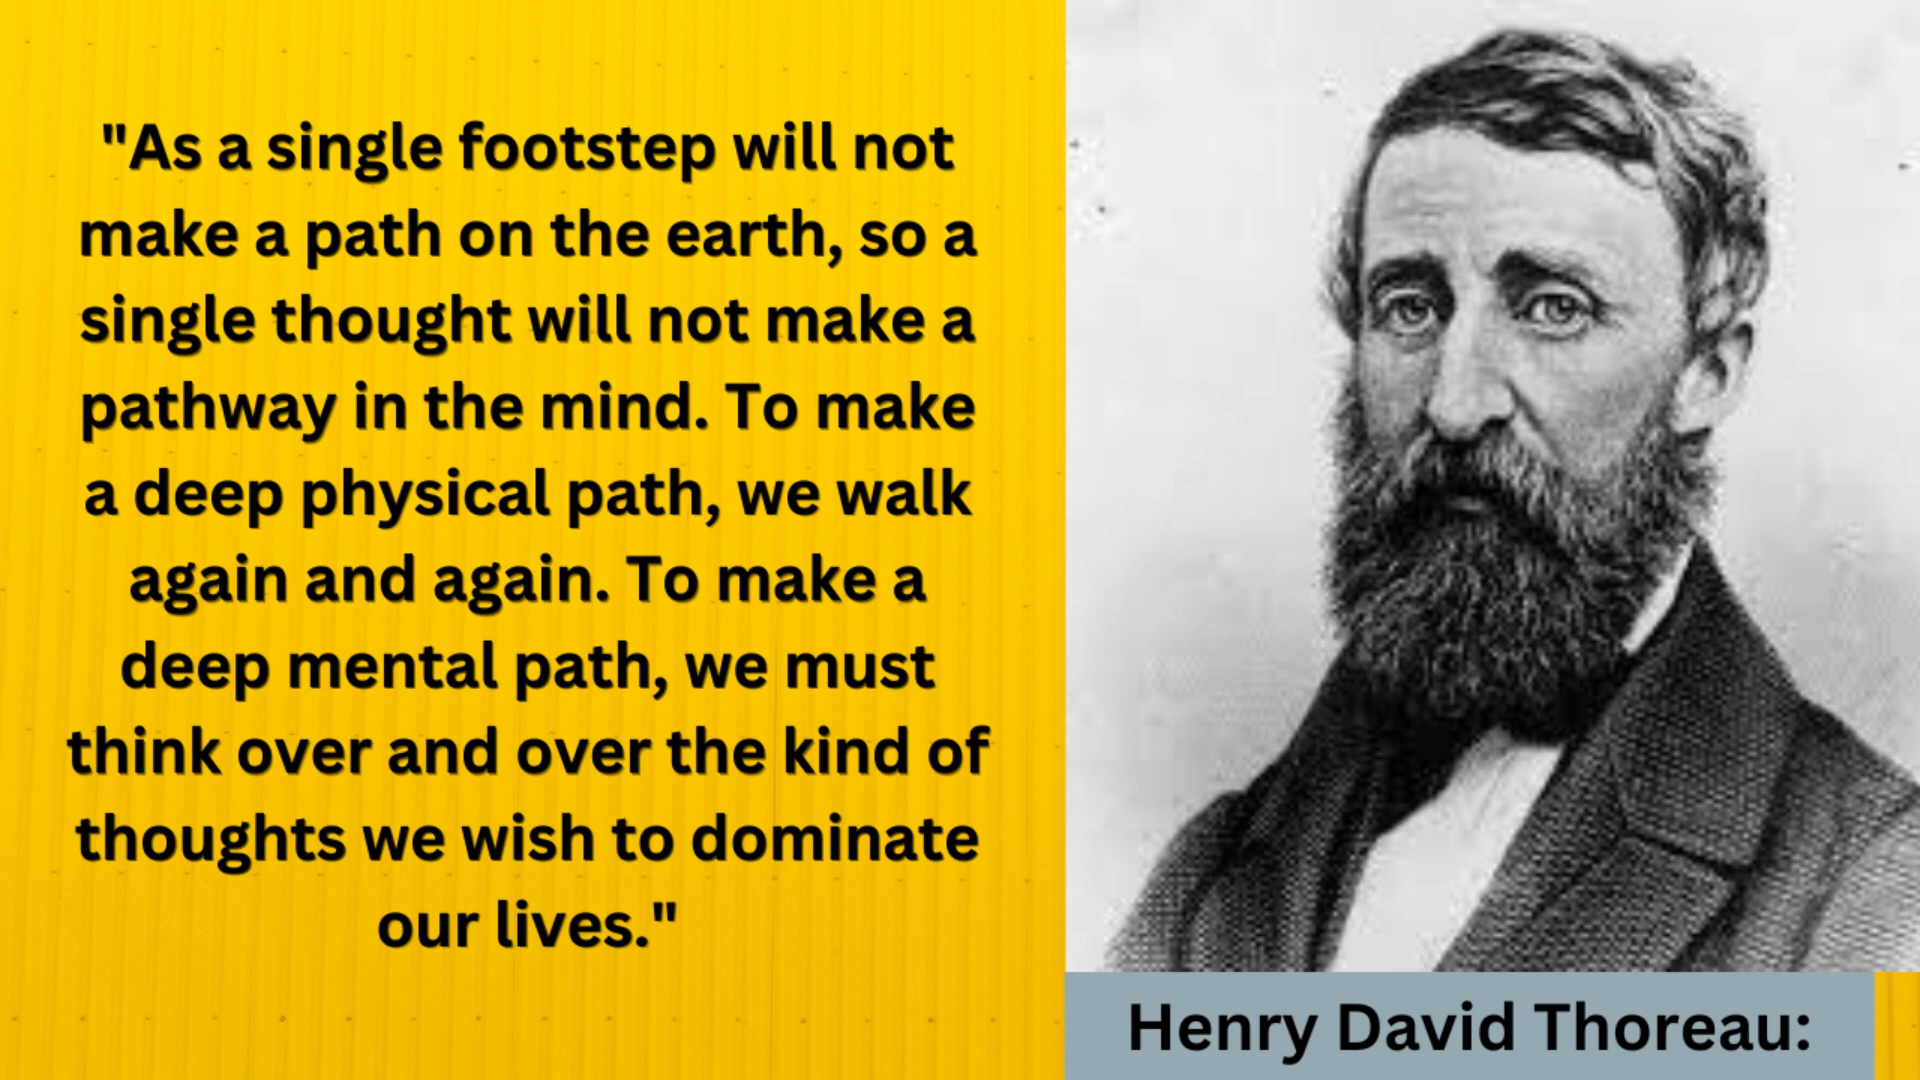 "As a single footstep will not
make a path on the earth, so a
single thought will not make a
pathway in the mind. To make
a deep physical path, we walk
again and again. To make a
deep mental path, we must
think over and over the kind of
thoughts we wish to dominate
our lives."
Henry David Thoreau: